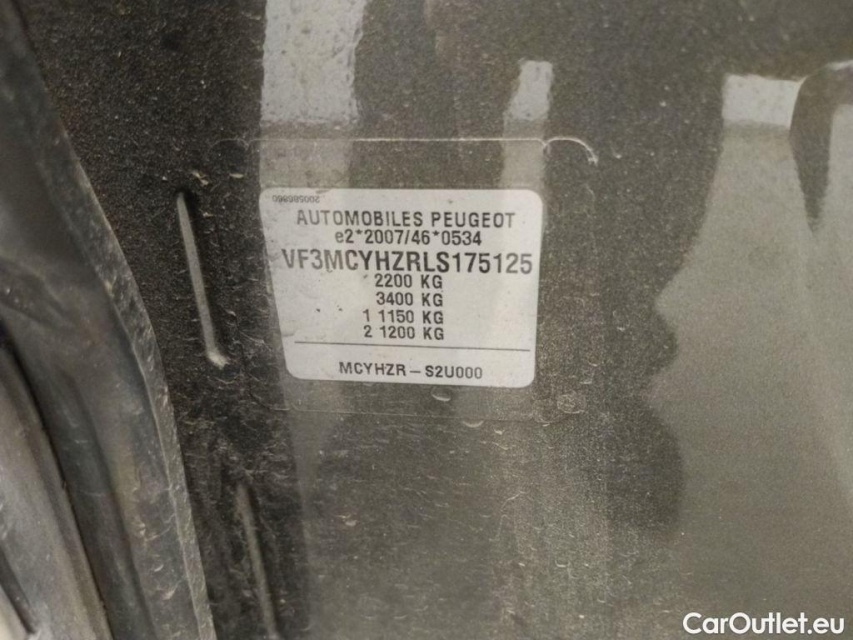 2005868860
AUTOMOBILES PEUGEOT
e2*2007/46*0534
VF3MCYHZRLS175125
2200 KG
3400 KG
1 1150 KG
2 1200 KG
MCYHZR-S2U000
CarOutlet.eu